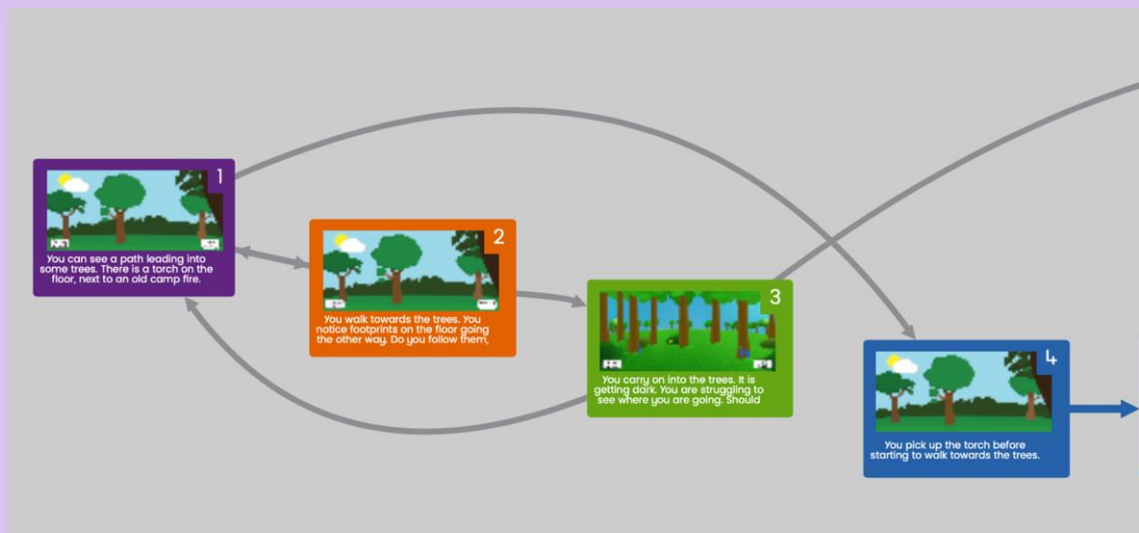 1
You can see a path leading into
some trees. There is a torch on the
floor, next to an old camp fire.
2
You walk towards the trees. You
notice footprints on the floor going
the other way. Do you follow them,
3
You carry on into the trees. It is
getting dark. You are struggling to
see where you are going. Should
4
You pick up the torch before
starting to walk towards the trees.